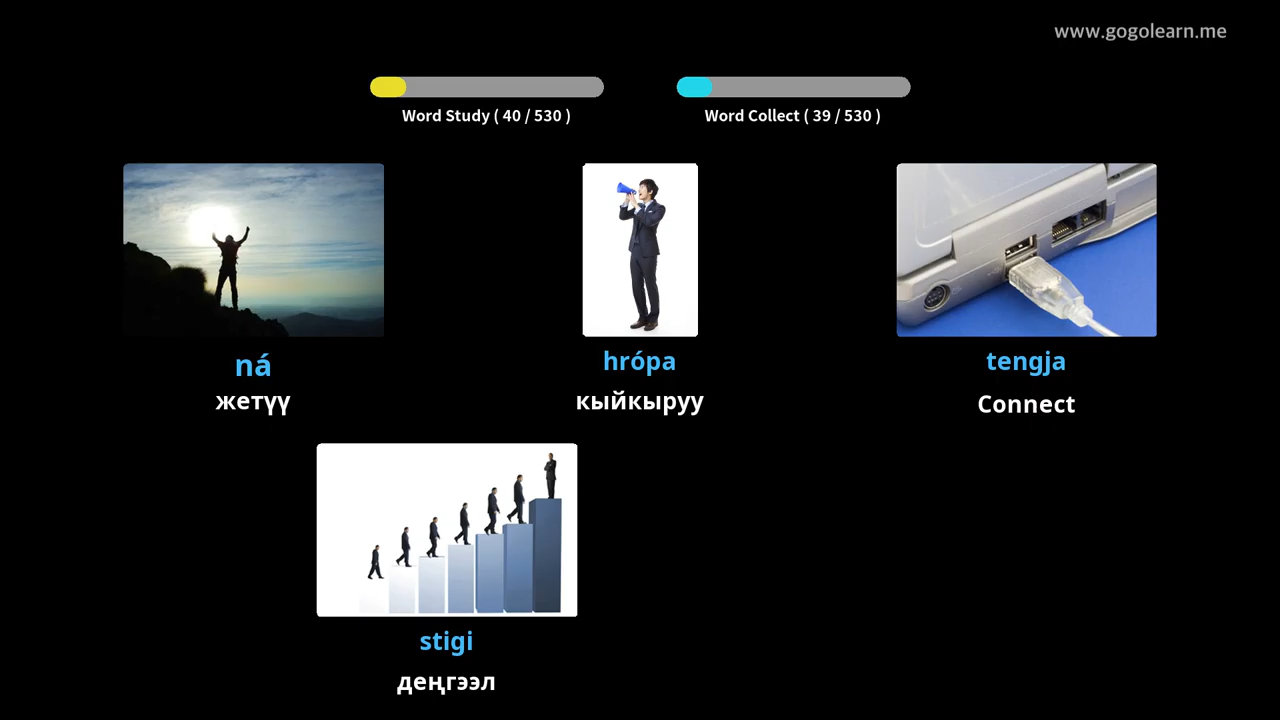 www.gogolearn.me
Word Study ( 40 / 530 )
Word Collect ( 39 / 530 )
ná
hrópa
tengja
жетүү
кыйкыруу
Connect
stigi
деңгээл